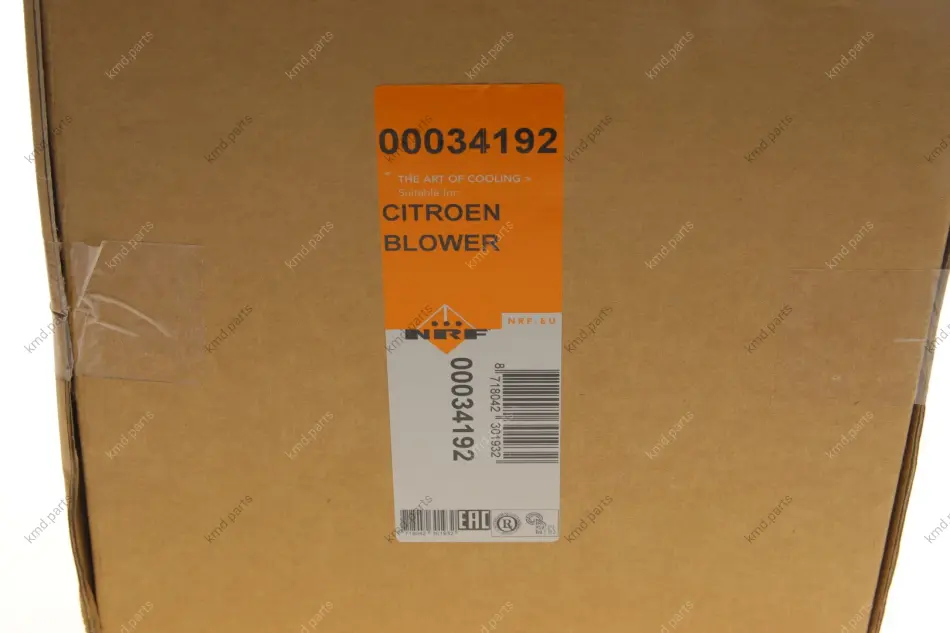 00034192
" THE ART OF COOLING "
Suitable for:
CITROEN
BLOWER
NRF
NRF.EU
00034192
8 718042 301932
EAC
R
kmd.parts